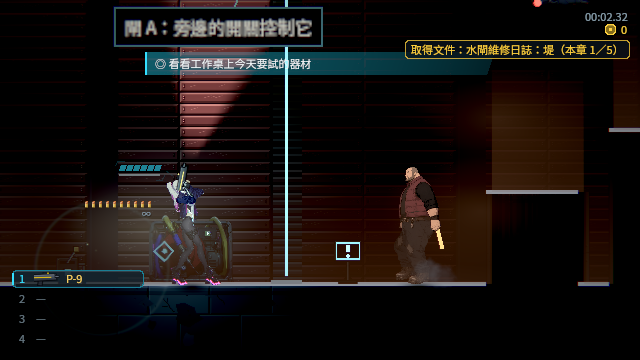 00:02.32
0
閘 A：旁邊的開關控制它
取得文件：水閘維修日誌：堤（本章 1／5）
◎ 看看工作桌上今天要試的器材
∞
!
1 P-9
2 —
3 —
4 —